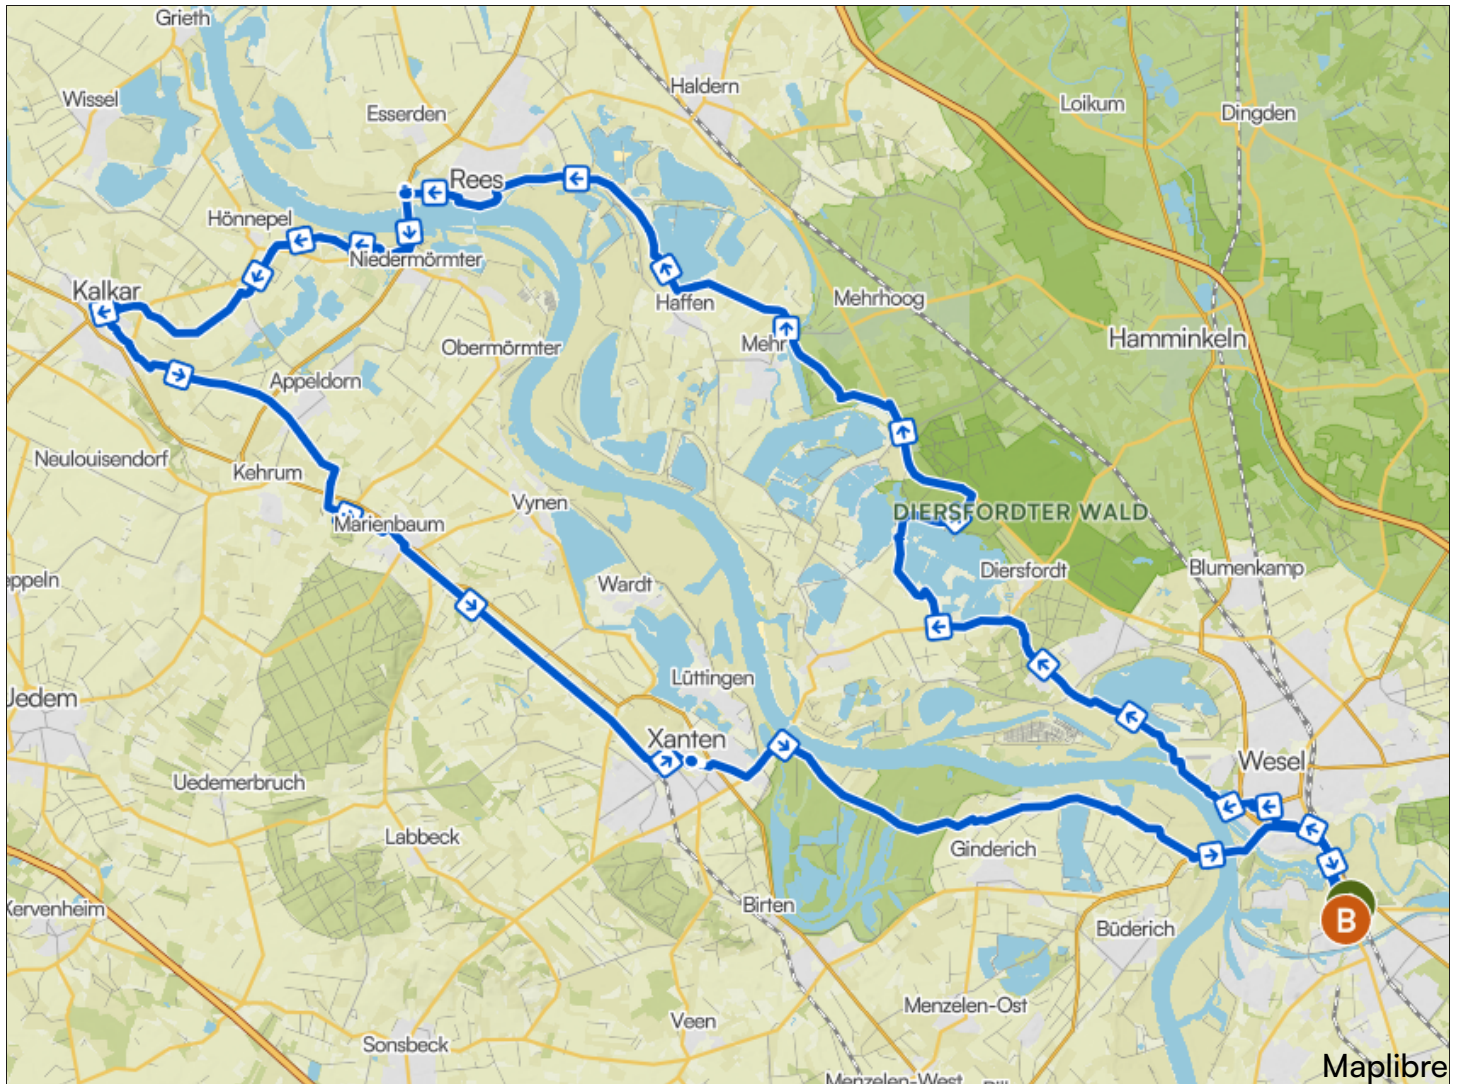 Grieth
Haldern
Wissel
Loikum
Esserden
Dingden
Rees
Hönnepel
Niedermörmter
Kalkar
Haffen
Mehrhoog
Obermörmter
Mehr
Hamminkeln
Appeldorn
Neulouisendorf
Kehrum
Vynen
DIERSFORDTER WALD
Marienbaum
eppeln
Wardt
Diersfordt
Blumenkamp
Lüttingen
Uedem
Xanten
Wesel
Uedemerbruch
Labbeck
Ginderich
Kervenheim
Birten
B
Büderich
Menzelen-Ost
Veen
Sonsbeck
Maplibre
Menzelen-West